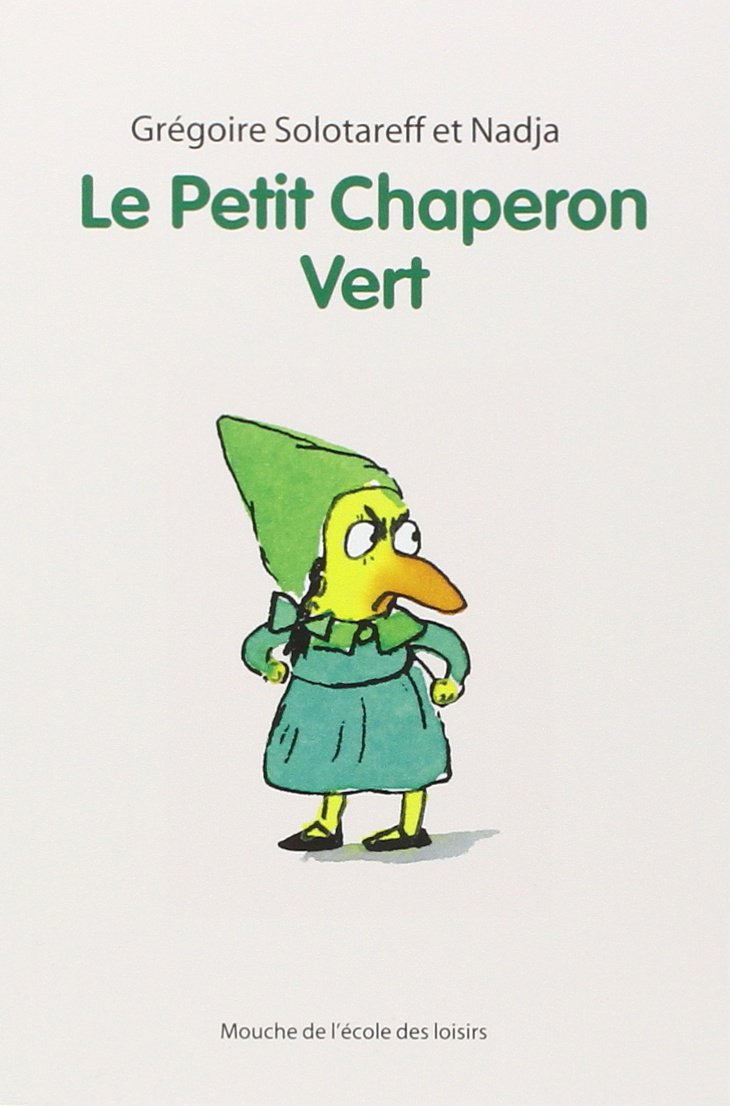 Grégoire Solotareff et Nadja
Le Petit Chaperon
Vert
Mouche de l'école des loisirs